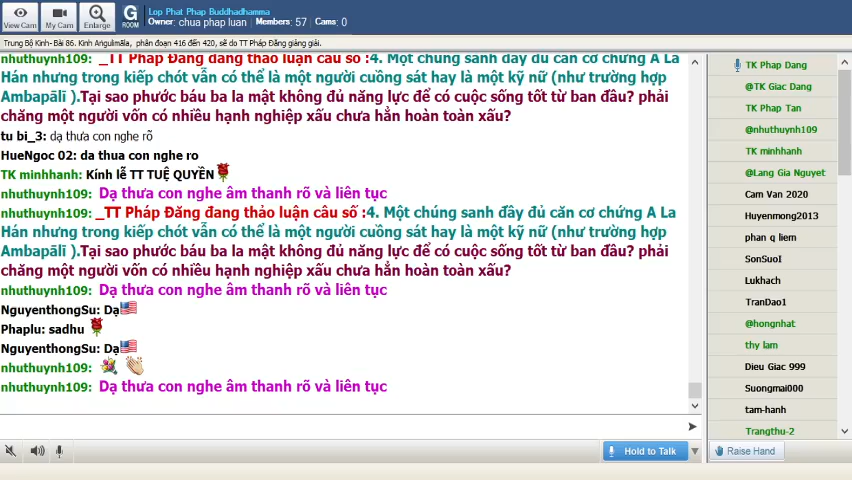 View Cam
My Cam
Enlarge
G
ROOM
Lop Phat Phap Buddhadhamma
Owner: chua phap luan Members: 57 Cams: 0
Trung Bộ Kinh- Bài 86. Kinh Angulimāla, phân đoạn 416 đến 420, sẽ do TT Pháp Đăng giảng giải.
nhuthuynh109: _TT Pháp Đăng đang thảo luận câu số :4. Một chúng sanh đầy đủ căn cơ chứng A La
Hán nhưng trong kiếp chót vẫn có thể là một người cuồng sát hay là một kỹ nữ (như trường hợp
Ambapālī ).Tại sao phước báu ba la mật không đủ năng lực để có cuộc sống tốt từ ban đầu? phải
chăng một người vốn có nhiều hạnh nghiệp xấu chưa hẳn hoàn toàn xấu?
tu bi_3: dạ thưa con nghe rõ
HueNgoc 02: da thua con nghe ro
TK minhhanh: Kính lễ TT TUỆ QUYỀN
nhuthuynh109: Dạ thưa con nghe âm thanh rõ và liên tục
nhuthuynh109: _TT Pháp Đăng đang thảo luận câu số :4. Một chúng sanh đầy đủ căn cơ chứng A La
Hán nhưng trong kiếp chót vẫn có thể là một người cuồng sát hay là một kỹ nữ (như trường hợp
Ambapālī ).Tại sao phước báu ba la mật không đủ năng lực để có cuộc sống tốt từ ban đầu? phải
chăng một người vốn có nhiều hạnh nghiệp xấu chưa hẳn hoàn toàn xấu?
nhuthuynh109: Dạ thưa con nghe âm thanh rõ và liên tục
NguyenthongSu: Dạ
Phaplu: sadhu
NguyenthongSu: Dạ
nhuthuynh109:
nhuthuynh109: Dạ thưa con nghe âm thanh rõ và liên tục
Hold to Talk
TK Phap Dang
@TK Giac Dang
TK Phap Tan
@nhuthuynh109
TK minhhanh
@Lang Gia Nguyet
Cam Van 2020
Huyenmong2013
phan q liem
SonSuoI
Lukhach
TranDao1
@hongnhat
thy lam
Dieu Giac 999
Suongmai000
tam-hanh
Trangthu-2
Raise Hand